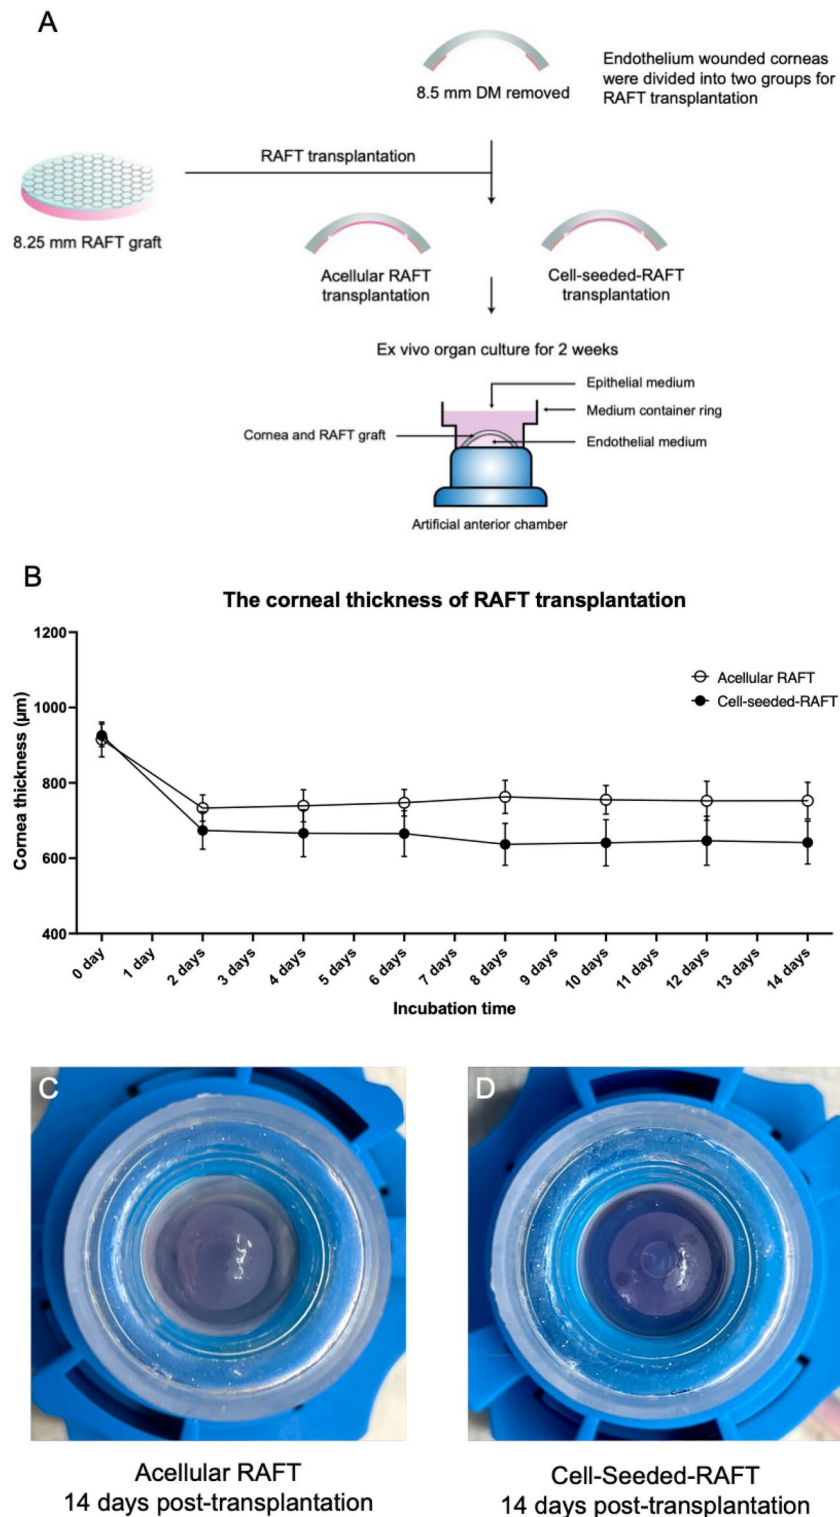 A
8.5 mm DM removed
Endothelium wounded corneas
were divided into two groups for
RAFT transplantation
RAFT transplantation
8.25 mm RAFT graft
Acellular RAFT
transplantation
Cell-seeded-RAFT
transplantation
Ex vivo organ culture for 2 weeks
Epithelial medium
Medium container ring
Cornea and RAFT graft
Endothelial medium
Artificial anterior chamber
B
The corneal thickness of RAFT transplantation
1200
1000
800
600
400
Cornea thickness (µm)
Acellular RAFT
Cell-seeded-RAFT
0 day
1 day
2 days
3 days
4 days
5 days
6 days
7 days
8 days
9 days
10 days
11 days
12 days
13 days
14 days
Incubation time
C
D
Acellular RAFT
14 days post-transplantation
Cell-Seeded-RAFT
14 days post-transplantation